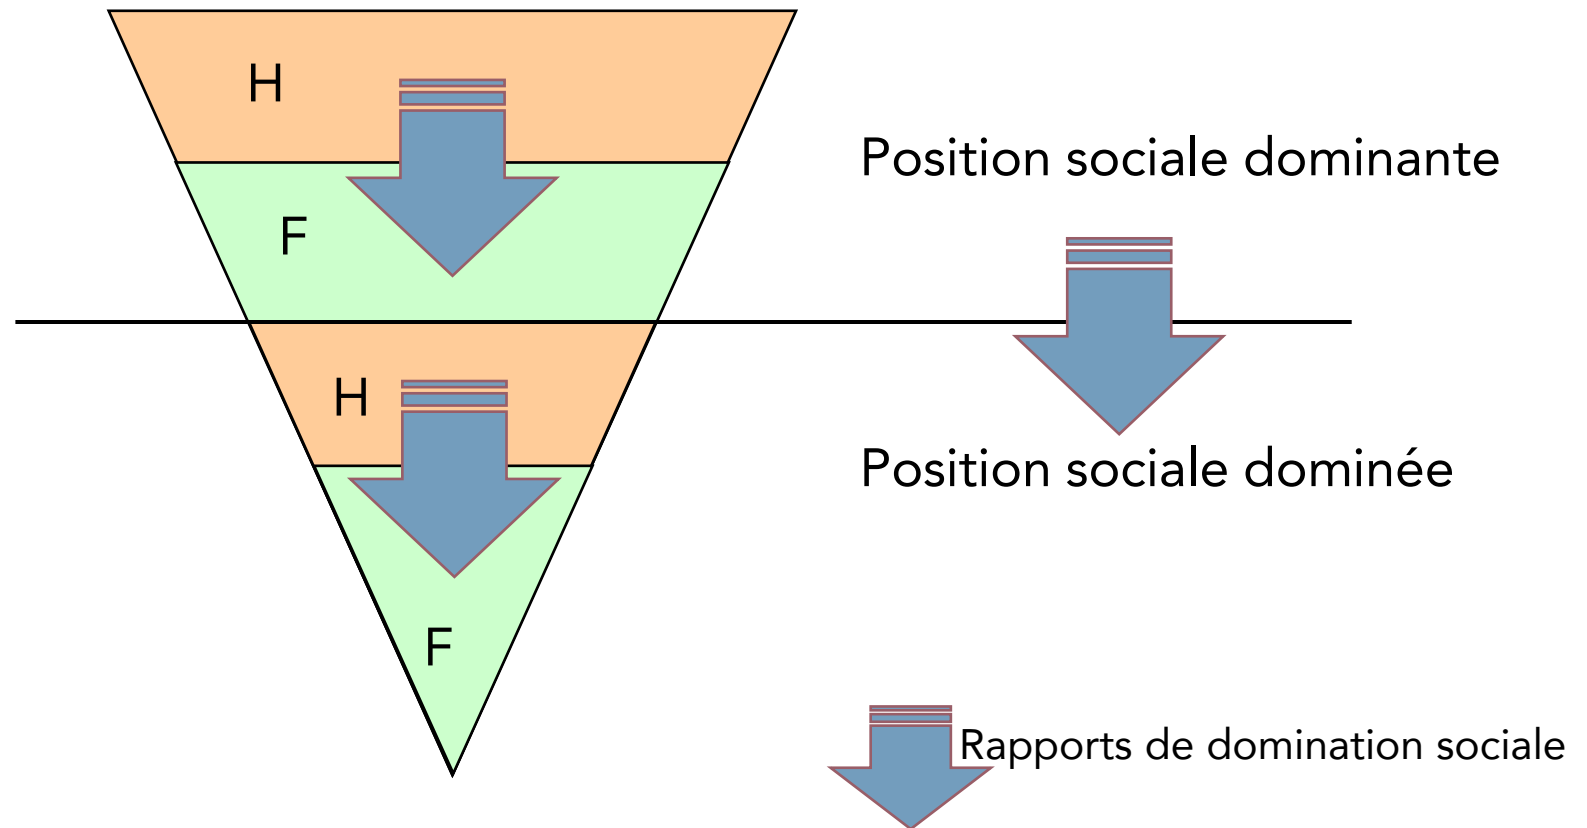 H
Position sociale dominante
F
H
Position sociale dominée
F
Rapports de domination sociale